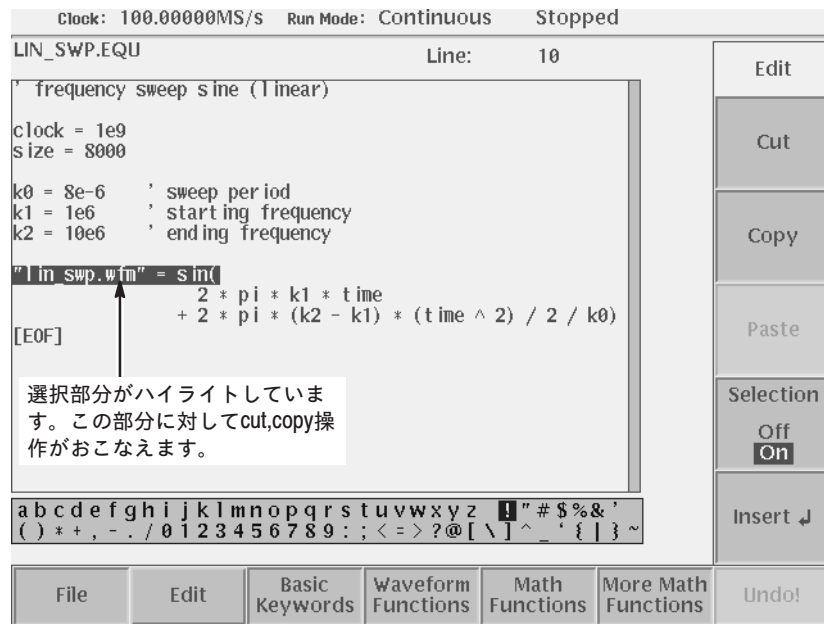 Clock: 100.00000MS/s Run Mode: Continuous Stopped
LIN_SWP.EQU Line: 10
' frequency sweep sine (linear)
clock = 1e9
size = 8000
k0 = 8e-6 ' sweep period
k1 = 1e6 ' starting frequency
k2 = 10e6 ' ending frequency
"lin_swp.wfm" = sin(
2 * pi * k1 * time
+ 2 * pi * (k2 - k1) * (time ^ 2) / 2 / k0)
[EOF]
選択部分がハイライトしていま
す。この部分に対してcut,copy操
作がおこなえます。
a b c d e f g h i j k l m n o p q r s t u v w x y z ! " # $ % & '
( ) * + , - . / 0 1 2 3 4 5 6 7 8 9 : ; < = > ? @ [ \ ] ^ _ ` { | } ~
Edit
Cut
Copy
Paste
Selection
Off
On
Insert ↲
File
Edit
Basic
Keywords
Waveform
Functions
Math
Functions
More Math
Functions
Undo!